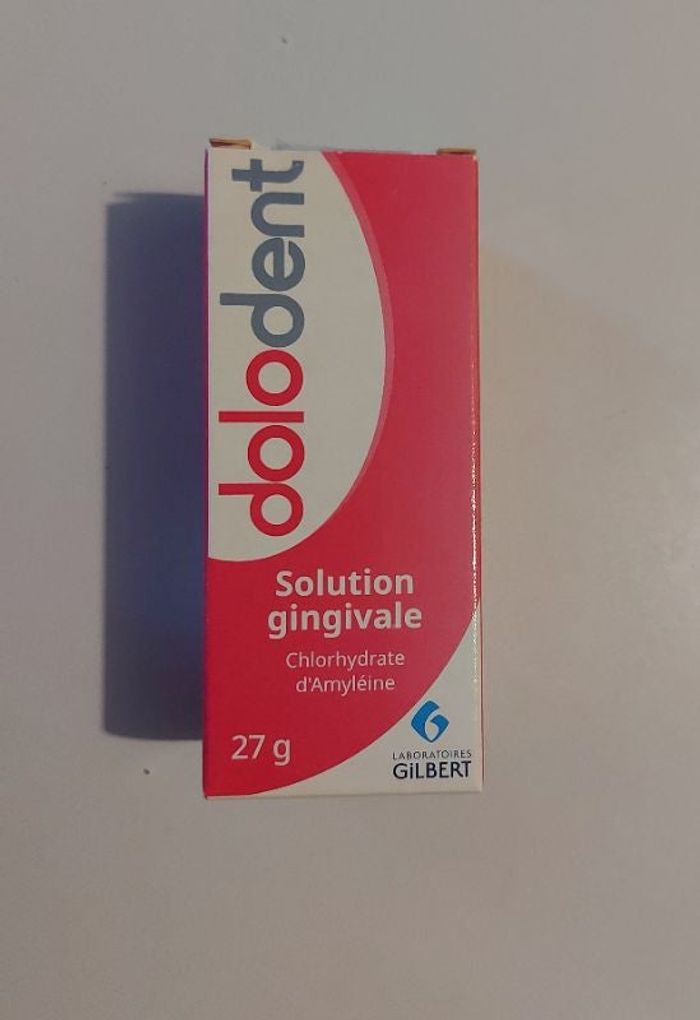 dolodent
Solution
gingivale
Chlorhydrate
d'Amyléine
27 g
LABORATOIRES
GiLBERT